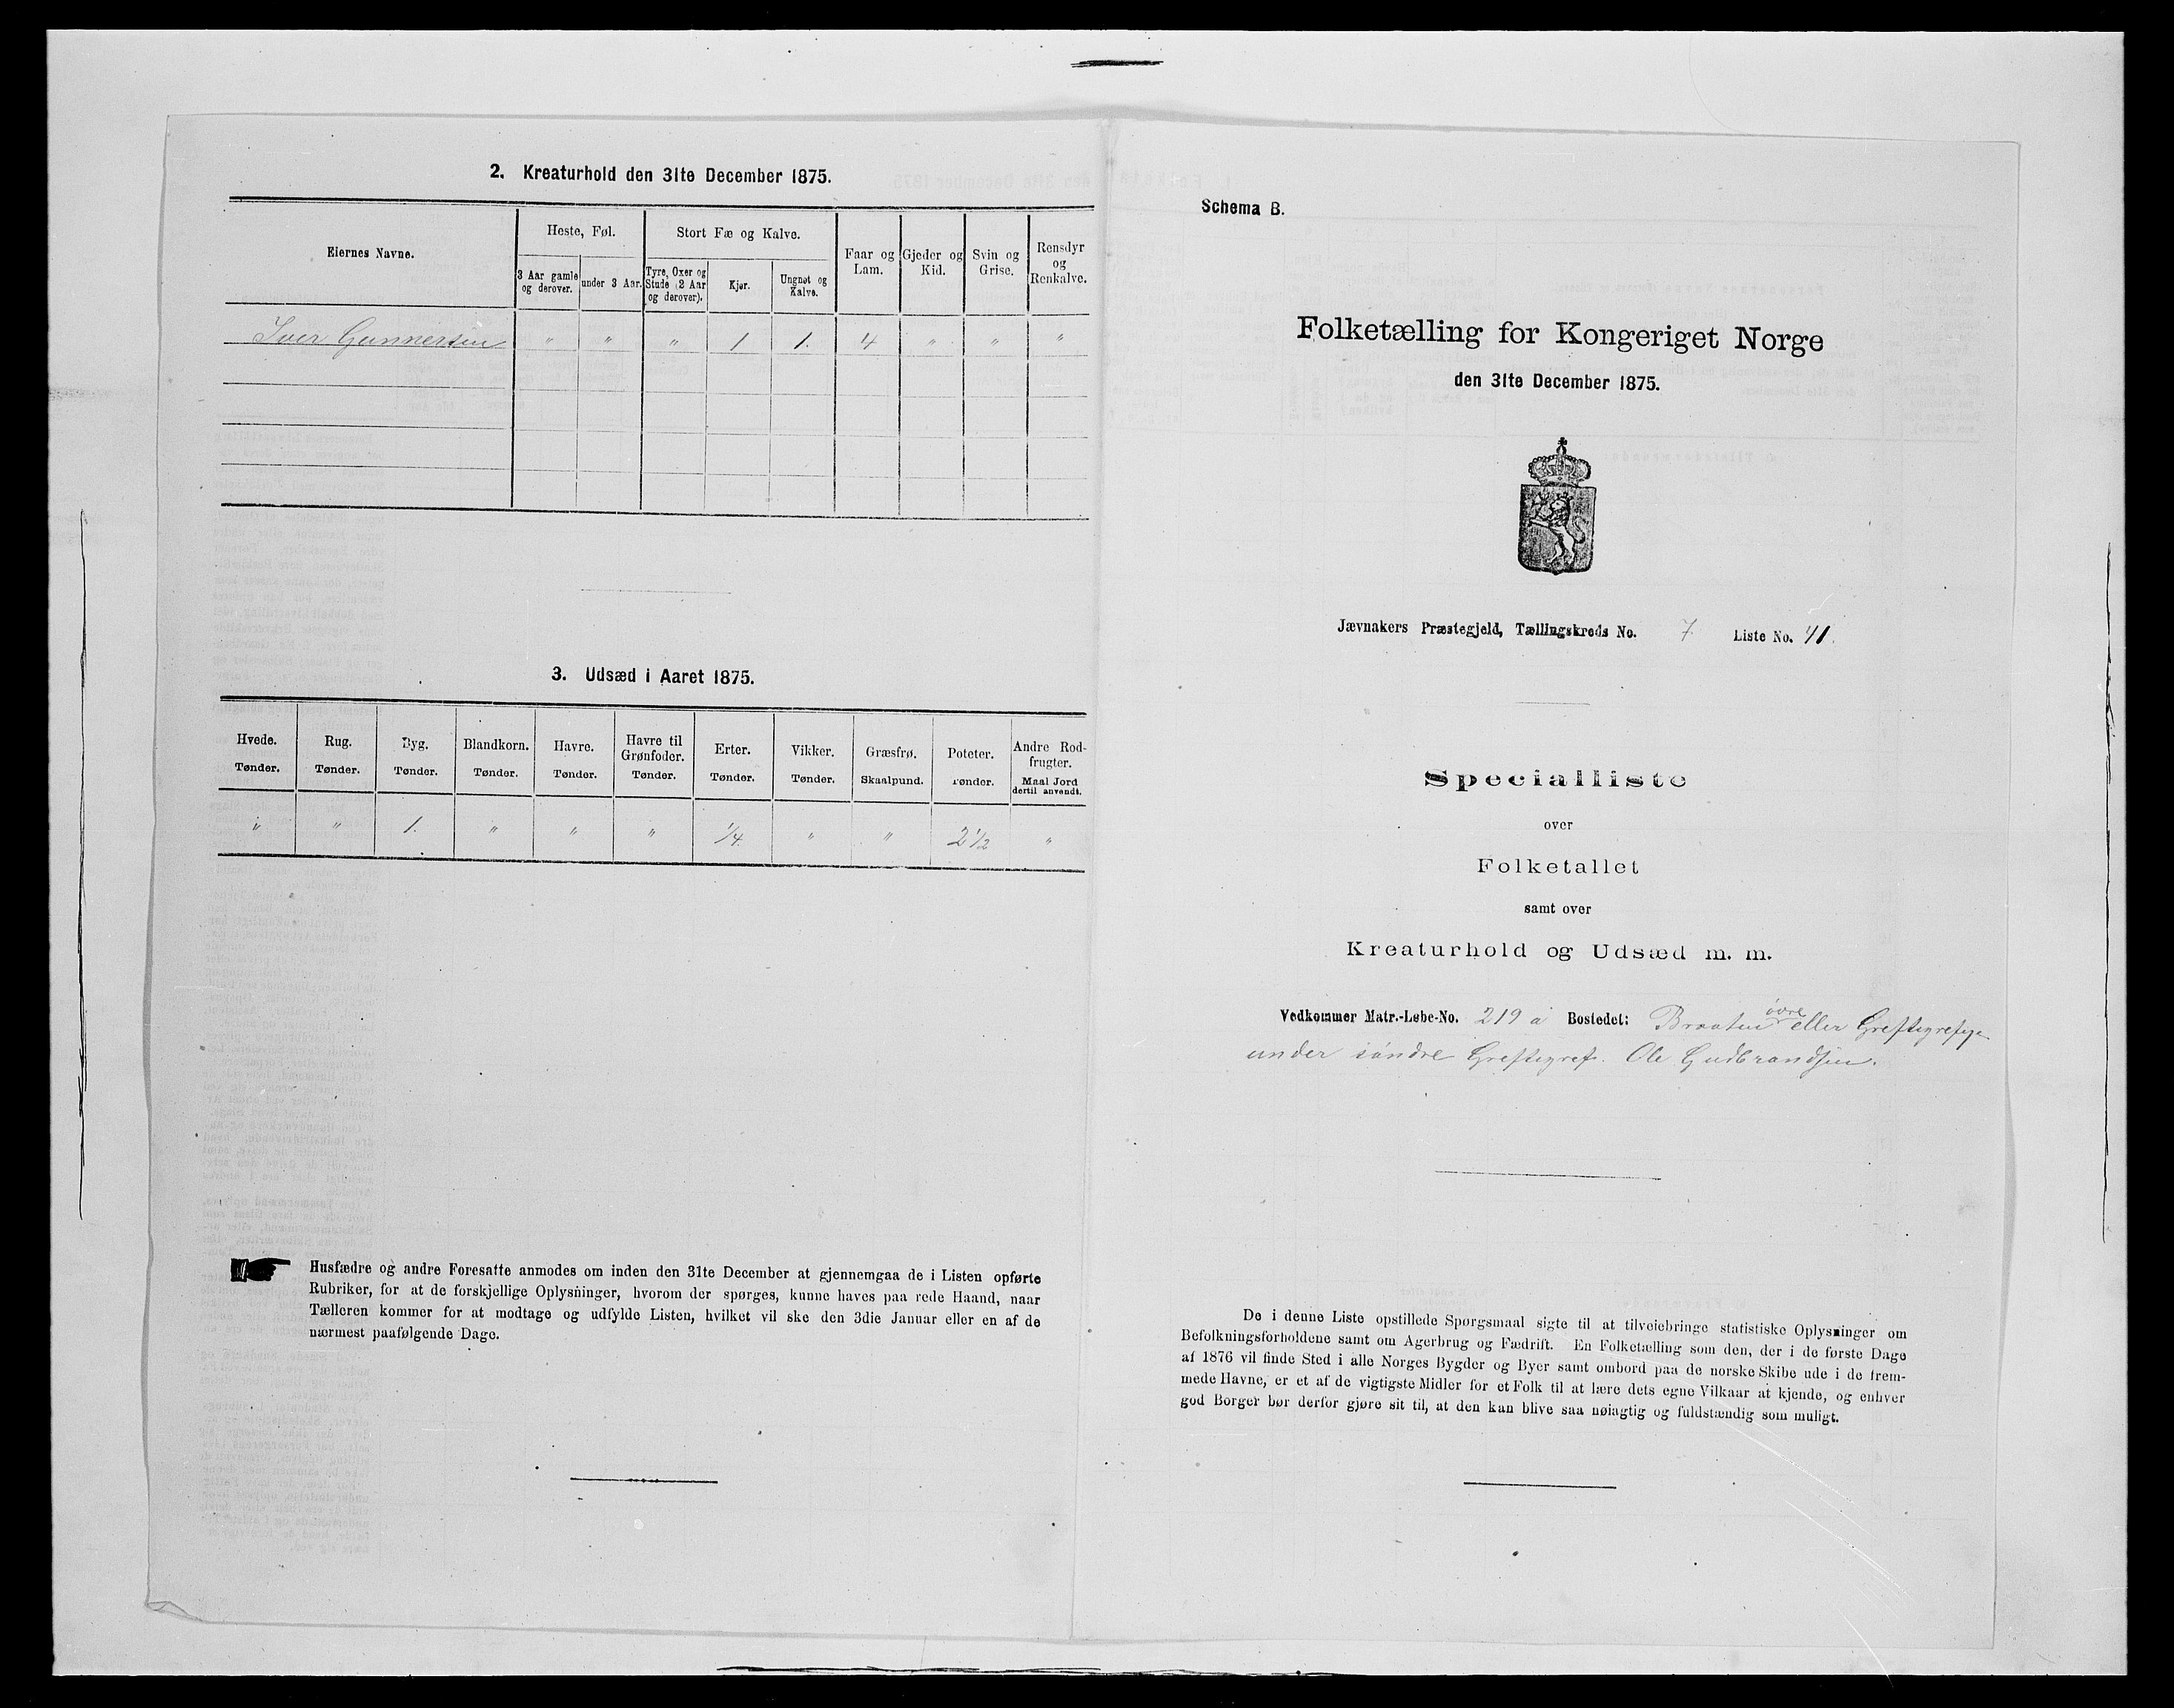 2. Kreaturhold den 31te December 1875.
Eiernes Navne.
Heste, Føl.
Stort Fæ og Kalve.
Faar og Lam.
Gjeder og Kid.
Svin og Grise.
Rensdyr og Renkalve.
3 Aar gamle og derover.
under 3 Aar.
Tyre, Oxer og Stude (2 Aar og derover).
Kjør.
Ungnøt og Kalve.
Iver Gunnersen " " " 1 1. 4 " " "
3. Udsæd i Aaret 1875.
Hvede. Rug. Byg. Blandkorn. Havre. Havre til Grønfoder. Erter. Vikker. Græsfrø. Poteter. Andre Rodfrugter.
Tønder. Tønder. Tønder. Tønder. Tønder. Tønder. Tønder. Tønder. Skaalpund. Tønder. Maal Jord dertil anvendt.
" " 1. " " " 1/4 " " 2 1/2 "
Husfædre og andre Foresatte anmodes om inden den 31te December at gjennemgaa de i Listen opførte
Rubriker, for at de forskjellige Oplysninger, hvorom der spørges, kunne haves paa rede Haand, naar
Tælleren kommer for at modtage og udfylde Listen, hvilket vil ske den 3die Januar eller en af de
nærmest paafølgende Dage.
Schema B.
Folketælling for Kongeriget Norge
den 31te December 1875.
Jævnakers Præstegjeld, Tællingskreds No. 7. Liste No. 41.
Specialliste
over
Folketallet
samt over
Kreaturhold og Udsæd m. m.
Vedkommer Matr.-Løbe-No. 219 a Bostedet: Braaten øvre eller
under søndre Greftegref. Ole Gudbrandsen.
De i denne Liste opstillede Spørgsmaal sigte til at tilveiebringe statistiske Oplysninger om
Befolkningsforholdene samt om Agerbrug og Fædrift. En Folketælling som den, der i de første Dage
af 1876 vil finde Sted i alle Norges Bygder og Byer samt ombord paa de norske Skibe ude i de frem-
mede Havne, er et af de vigtigste Midler for et Folk til at lære dets egne Vilkaar at kjende, og enhver
god Borger bør derfor gjøre sit til, at den kan blive saa nøiagtig og fuldstændig som muligt.